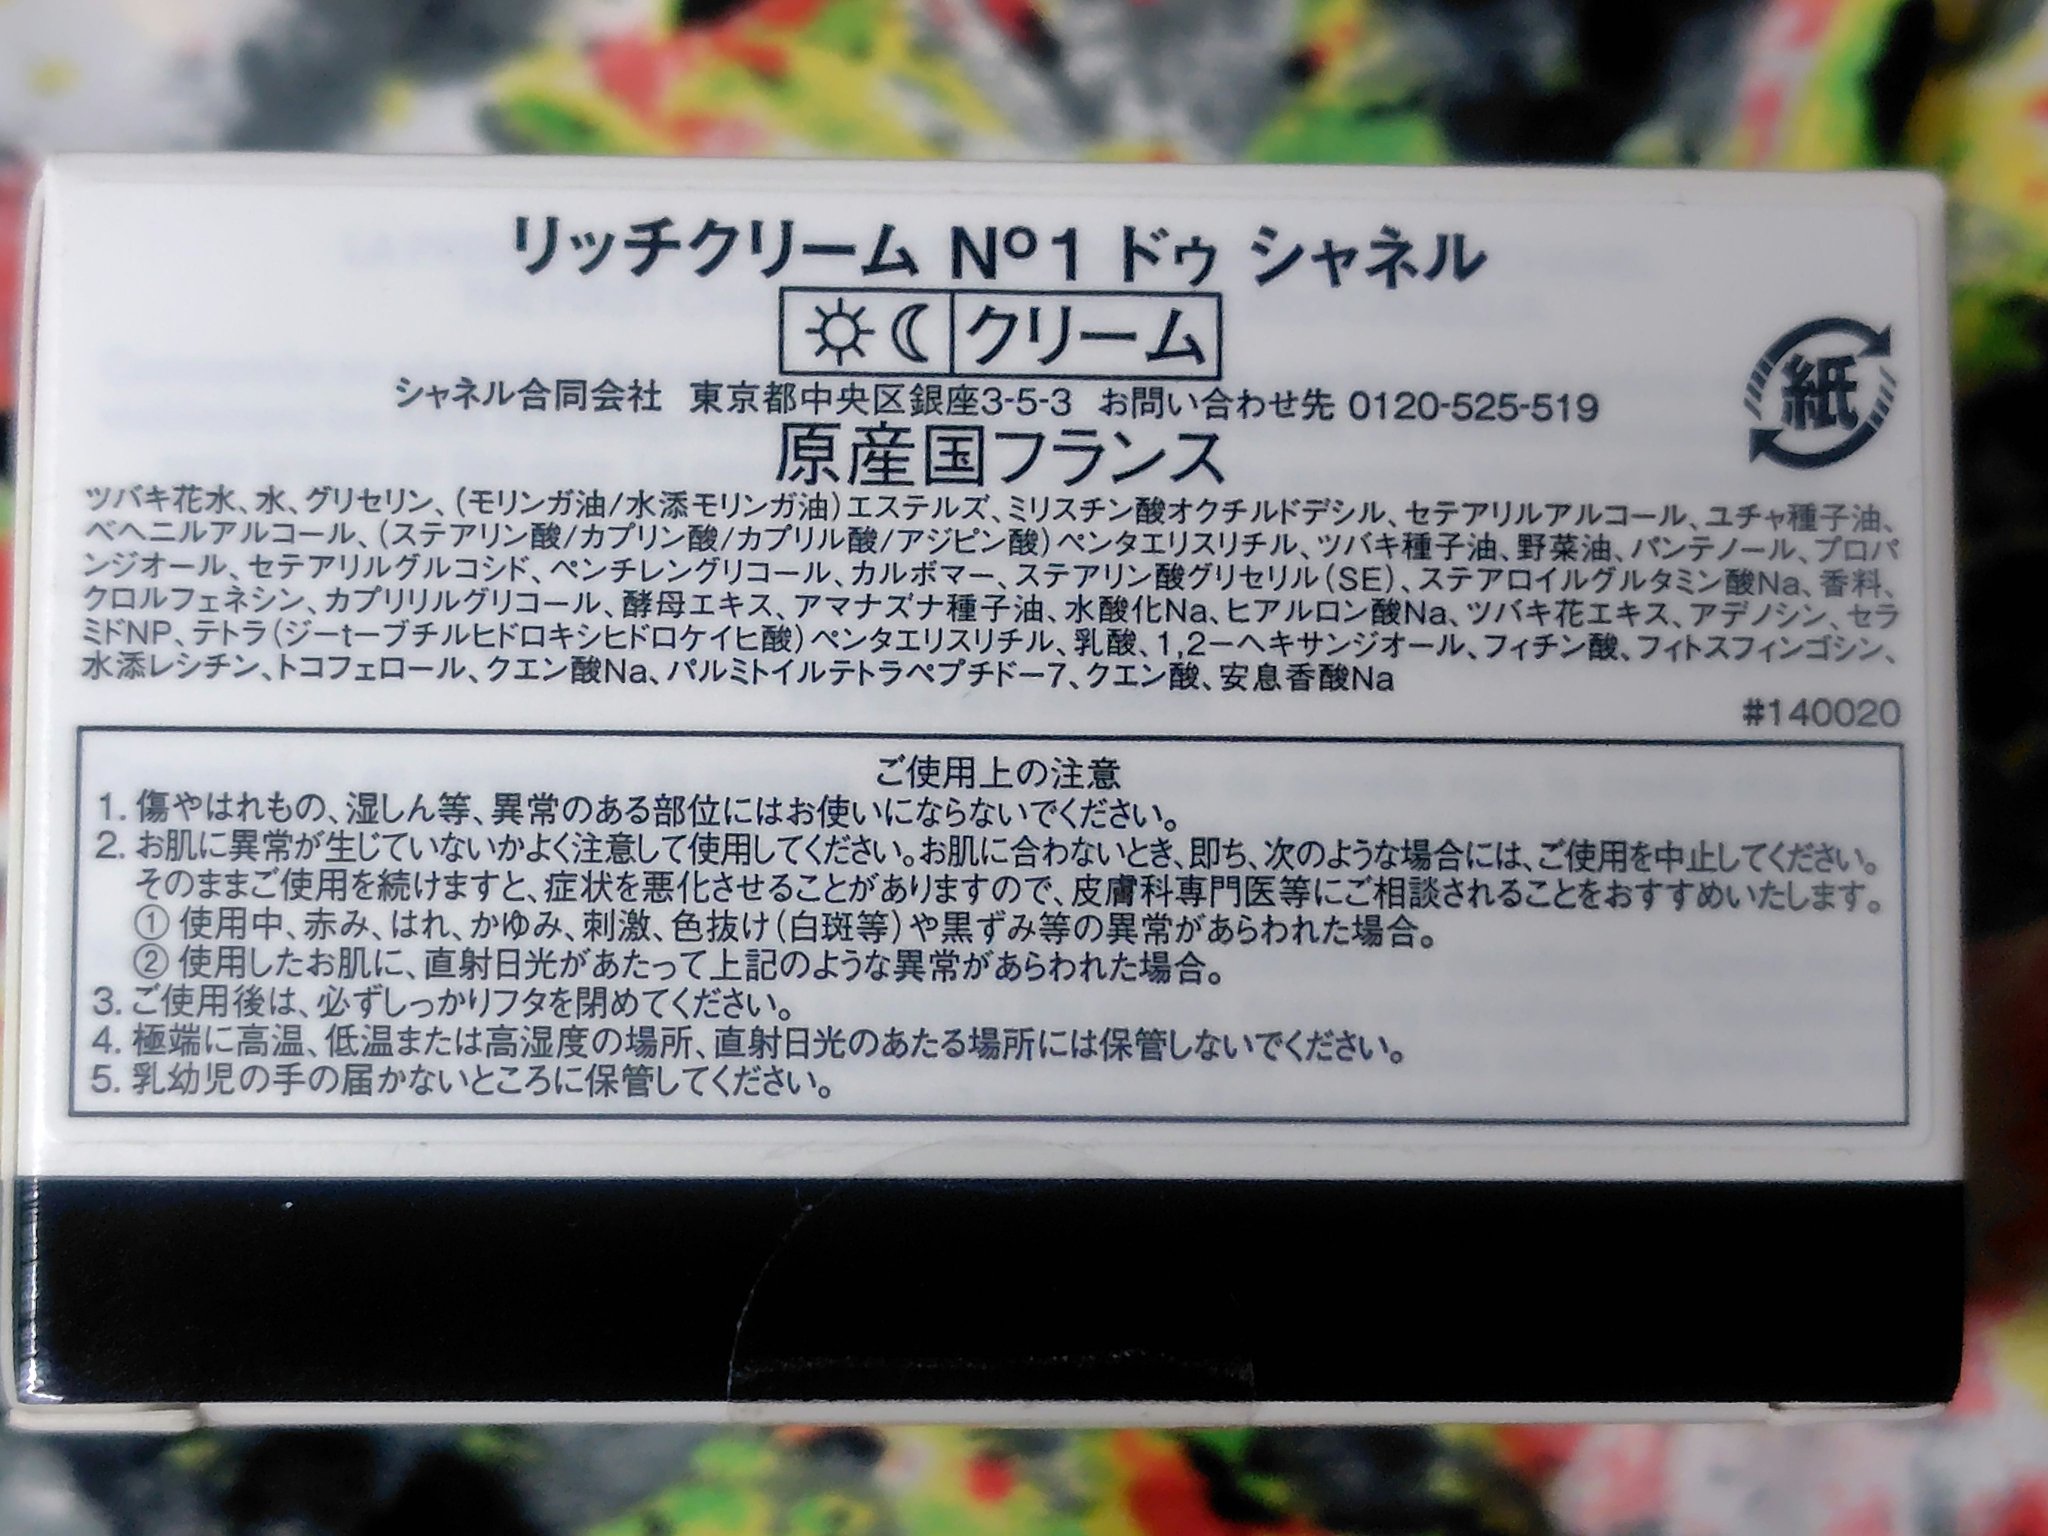 リッチクリーム Nº1 ドゥ シャネル
クリーム
シャネル合同会社 東京都中央区銀座3-5-3 お問い合わせ先 0120-525-519
紙
原産国フランス
ツバキ花水、水、グリセリン、(モリンガ油/水添モリンガ油)エステルズ、ミリスチン酸オクチルドデシル、セテアリルアルコール、ユチャ種子油、
ベヘニルアルコール、(ステアリン酸/カプリン酸/カプリル酸/アジピン酸)ペンタエリスリチル、ツバキ種子油、野菜油、パンテノール、プロパ
ンジオール、セテアリルグルコシド、ペンチレングリコール、カルボマー、ステアリン酸グリセリル(SE)、ステアロイルグルタミン酸Na、香料、
クロルフェネシン、カプリリルグリコール、酵母エキス、アマナズナ種子油、水酸化Na、ヒアルロン酸Na、ツバキ花エキス、アデノシン、セラ
ミドNP、テトラ(ジーtーブチルヒドロキシヒドロケイヒ酸)ペンタエリスリチル、乳酸、1,2ーヘキサンジオール、フィチン酸、フィトスフィンゴシン、
水添レシチン、トコフェロール、クエン酸Na、パルミトイルテトラペプチドー7、クエン酸、安息香酸Na
#140020
ご使用上の注意
1. 傷やはれもの、湿しん等、異常のある部位にはお使いにならないでください。
2. お肌に異常が生じていないかよく注意して使用してください。お肌に合わないとき、即ち、次のような場合には、ご使用を中止してください。
そのままご使用を続けますと、症状を悪化させることがありますので、皮膚科専門医等にご相談されることをおすすめいたします。
① 使用中、赤み、はれ、かゆみ、刺激、色抜け(白斑等)や黒ずみ等の異常があらわれた場合。
② 使用したお肌に、直射日光があたって上記のような異常があらわれた場合。
3. ご使用後は、必ずしっかりフタを閉めてください。
4. 極端に高温、低温または高湿度の場所、直射日光のあたる場所には保管しないでください。
5. 乳幼児の手の届かないところに保管してください。